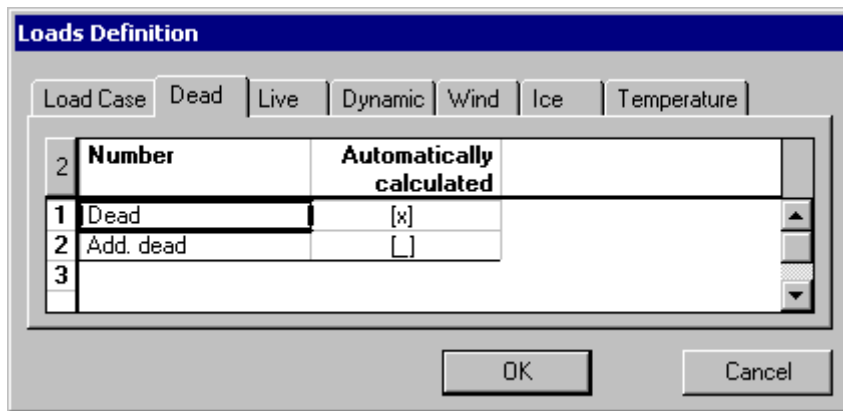 Loads Definition
Load Case Dead Live Dynamic Wind Ice Temperature
2 Number Automatically
calculated
1 Dead [x]
2 Add. dead [_]
3
OK Cancel